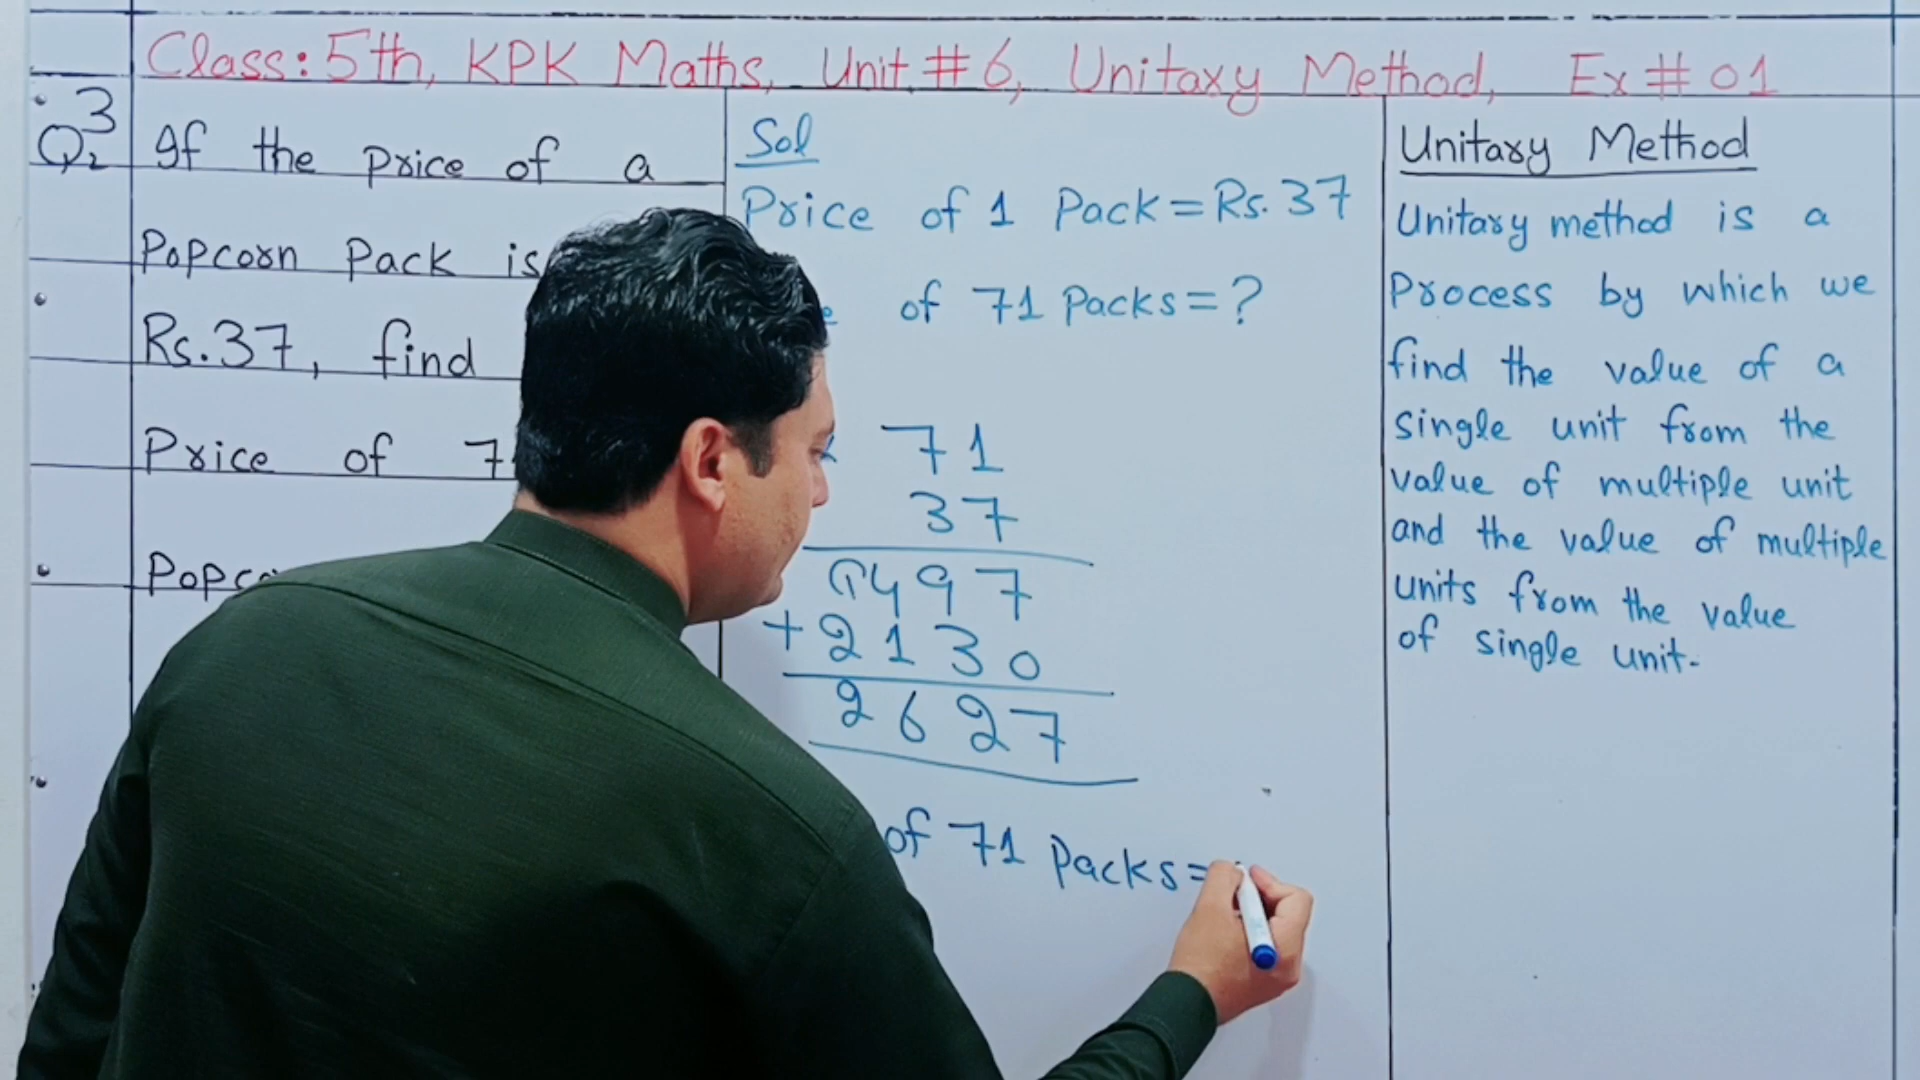 Class: 5th, KPK Maths, Unit # 6, Unitary Method, Ex # 01
Q 3
If the price of a
Popcorn Pack is
Rs. 37, find
Price of 7
Popco
Sol
Price of 1 Pack = Rs. 37
of 71 Packs = ?
71
37
497
+ 2130
2627
of 71 Packs =
Unitary Method
Unitary method is a
Process by which we
find the value of a
single unit from the
value of multiple unit
and the value of multiple
units from the value
of single unit.